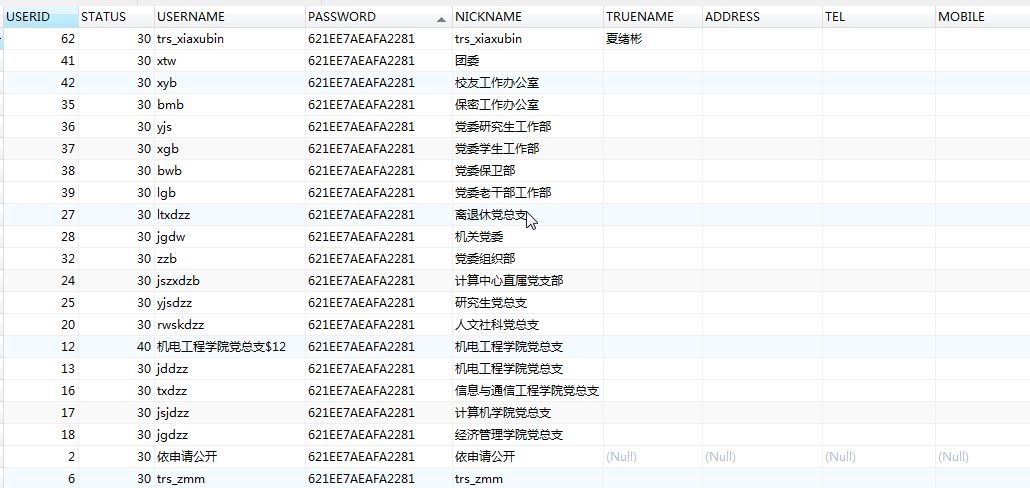 USERID STATUS USERNAME PASSWORD NICKNAME TRUENAME ADDRESS TEL MOBILE
62 30 trs_xiaxubin 621EE7AEAFA2281 trs_xiaxubin 夏绪彬
41 30 xtw 621EE7AEAFA2281 团委
42 30 xyb 621EE7AEAFA2281 校友工作办公室
35 30 bmb 621EE7AEAFA2281 保密工作办公室
36 30 yjs 621EE7AEAFA2281 党委研究生工作部
37 30 xgb 621EE7AEAFA2281 党委学生工作部
38 30 bwb 621EE7AEAFA2281 党委保卫部
39 30 lgb 621EE7AEAFA2281 党委老干部工作部
27 30 ltxdzz 621EE7AEAFA2281 离退休党总支
28 30 jgdw 621EE7AEAFA2281 机关党委
32 30 zzb 621EE7AEAFA2281 党委组织部
24 30 jszxdzb 621EE7AEAFA2281 计算中心直属党支部
25 30 yjsdzz 621EE7AEAFA2281 研究生党总支
20 30 rwskdzz 621EE7AEAFA2281 人文社科党总支
12 40 机电工程学院党总支$12 621EE7AEAFA2281 机电工程学院党总支
13 30 jddzz 621EE7AEAFA2281 机电工程学院党总支
16 30 txdzz 621EE7AEAFA2281 信息与通信工程学院党总支
17 30 jsjdzz 621EE7AEAFA2281 计算机学院党总支
18 30 jgdzz 621EE7AEAFA2281 经济管理学院党总支
2 30 依申请公开 621EE7AEAFA2281 依申请公开 (Null) (Null) (Null) (Null)
6 30 trs_zmm 621EE7AEAFA2281 trs_zmm